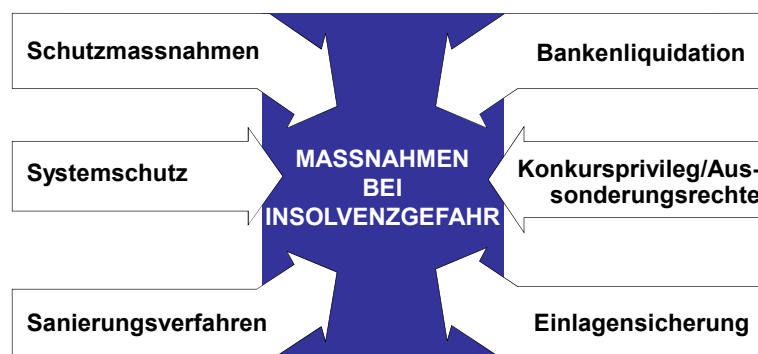 Schutzmassnahmen
Bankenliquidation
Systemschutz
MASSNAHMEN
BEI
INSOLVENZGEFAHR
Konkursprivileg/Aus-
sonderungsrechte
Sanierungsverfahren
Einlagensicherung